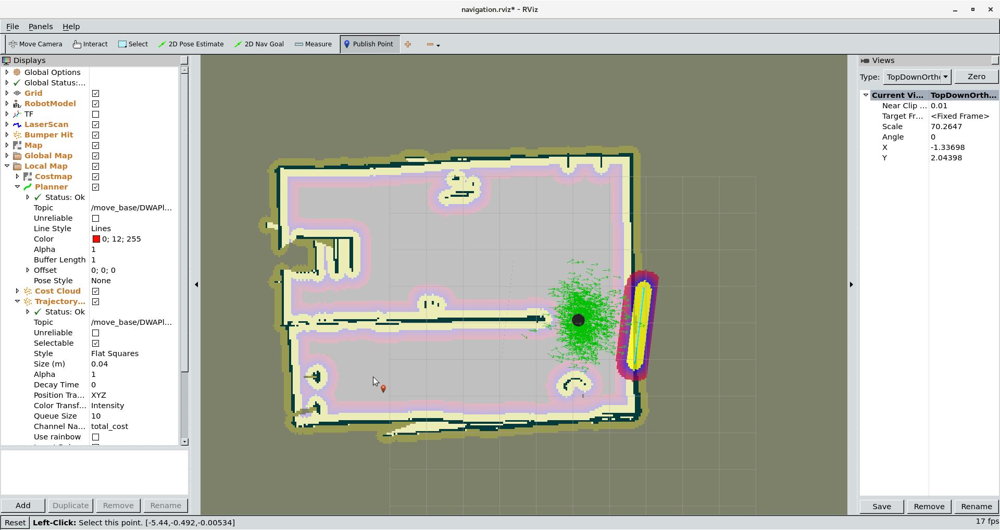 navigation.rviz* - RViz
File Panels Help
Move Camera Interact Select 2D Pose Estimate 2D Nav Goal Measure Publish Point
Displays
Global Options
Global Status:...
Grid
RobotModel
TF
LaserScan
Bumper Hit
Map
Global Map
Local Map
Costmap
Planner
Status: Ok
Topic /move_base/DWAPl...
Unreliable
Line Style Lines
Color 0; 12; 255
Alpha 1
Buffer Length 1
Offset 0; 0; 0
Pose Style None
Cost Cloud
Trajectory...
Status: Ok
Topic /move_base/DWAPl...
Unreliable
Selectable
Style Flat Squares
Size (m) 0.04
Alpha 1
Decay Time 0
Position Tra... XYZ
Color Transf... Intensity
Queue Size 10
Channel Na... total_cost
Use rainbow
Add Duplicate Remove Rename
Views
Type: TopDownOrth Zero
Current Vi... TopDownOrth...
Near Clip ... 0.01
Target Fr... <Fixed Frame>
Scale 70.2647
Angle 0
X -1.33698
Y 2.04398
Save Remove Rename
Reset Left-Click: Select this point. [-5.44,-0.492,-0.00534]
17 fps